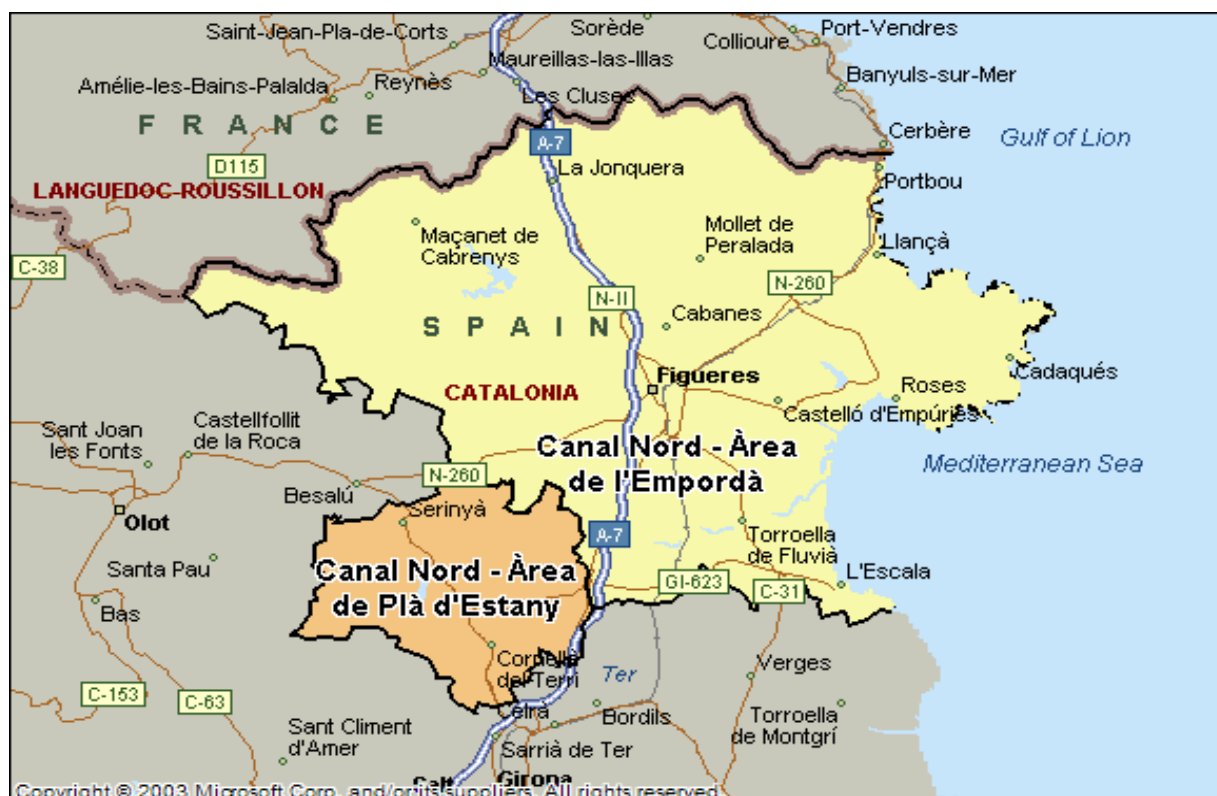 Saint-Jean-Pla-de-Corts
Sorède
Collioure
Port-Vendres
Maureillas-las-Illas
Banyuls-sur-Mer
Amélie-les-Bains-Palalda
Reynès
Les Cluses
FRANCE
A-7
Cerbère
Gulf of Lion
D115
La Jonquera
Portbou
LANGUEDOC-ROUSSILLON
Maçanet de
Cabrenys
Mollet de
Peralada
Llançà
C-38
N-260
N-II
SPAIN
Cabanes
Cadaqués
Figueres
Roses
CATALONIA
Castelló d'Empúries
Castellfollit
de la Roca
Sant Joan
les Fonts
Canal Nord - Àrea
de l'Empordà
Mediterranean Sea
N-260
Besalú
Serinyà
Olot
A-7
Torroella
de Fluvià
Santa Pau
Canal Nord - Àrea
de Plà d'Estany
GI-623
C-31
L'Escala
Bas
Cornellà
del Terri
Ter
Verges
C-153
C-63
Celrà
Bordils
Torroella
de Montgrí
Sant Climent
d'Amer
Sarrià de Ter
Girona
Copyright © 2003 Microsoft Corp. and/or its suppliers. All rights reserved.